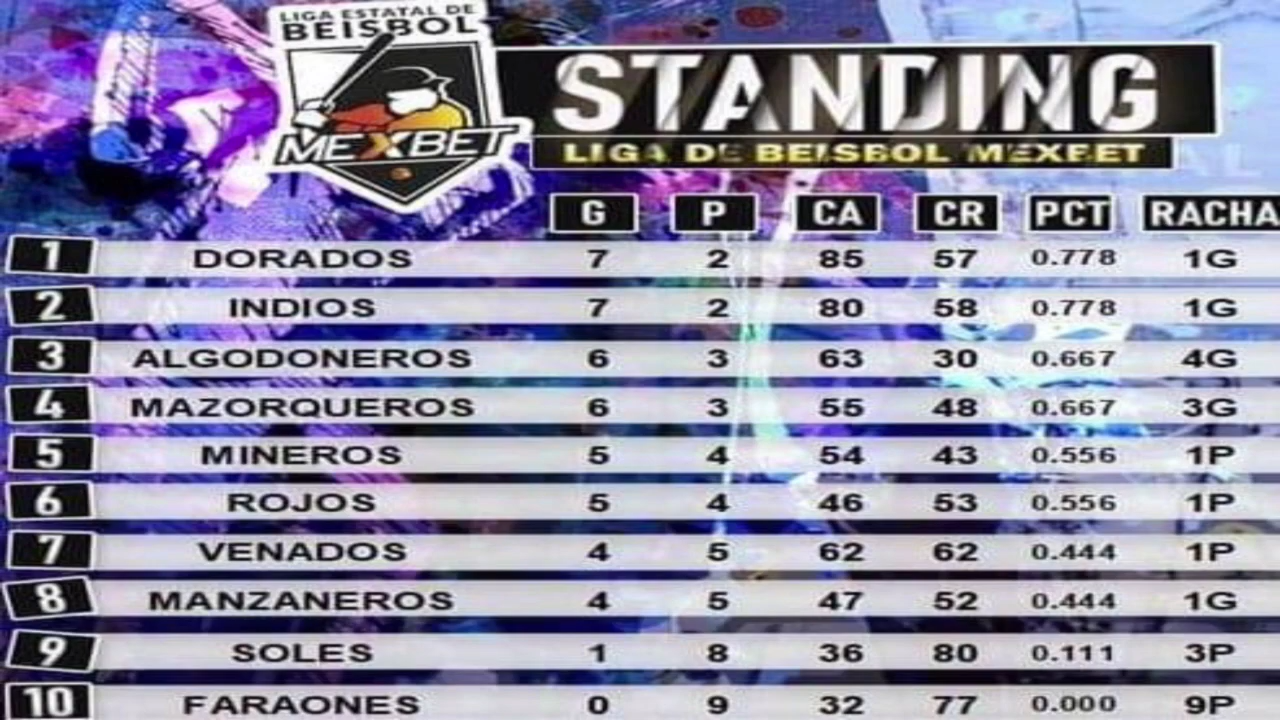 LIGA ESTATAL DE
BEISBOL
MEXBET
STANDING
LIGA DE BEISBOL MEXBET
G P CA CR PCT RACHA
1 DORADOS 7 2 85 57 0.778 1G
2 INDIOS 7 2 80 58 0.778 1G
3 ALGODONEROS 6 3 63 30 0.667 4G
4 MAZORQUEROS 6 3 55 48 0.667 3G
5 MINEROS 5 4 54 43 0.556 1P
6 ROJOS 5 4 46 53 0.556 1P
7 VENADOS 4 5 62 62 0.444 1P
8 MANZANEROS 4 5 47 52 0.444 1G
9 SOLES 1 8 36 80 0.111 3P
10 FARAONES 0 9 32 77 0.000 9P